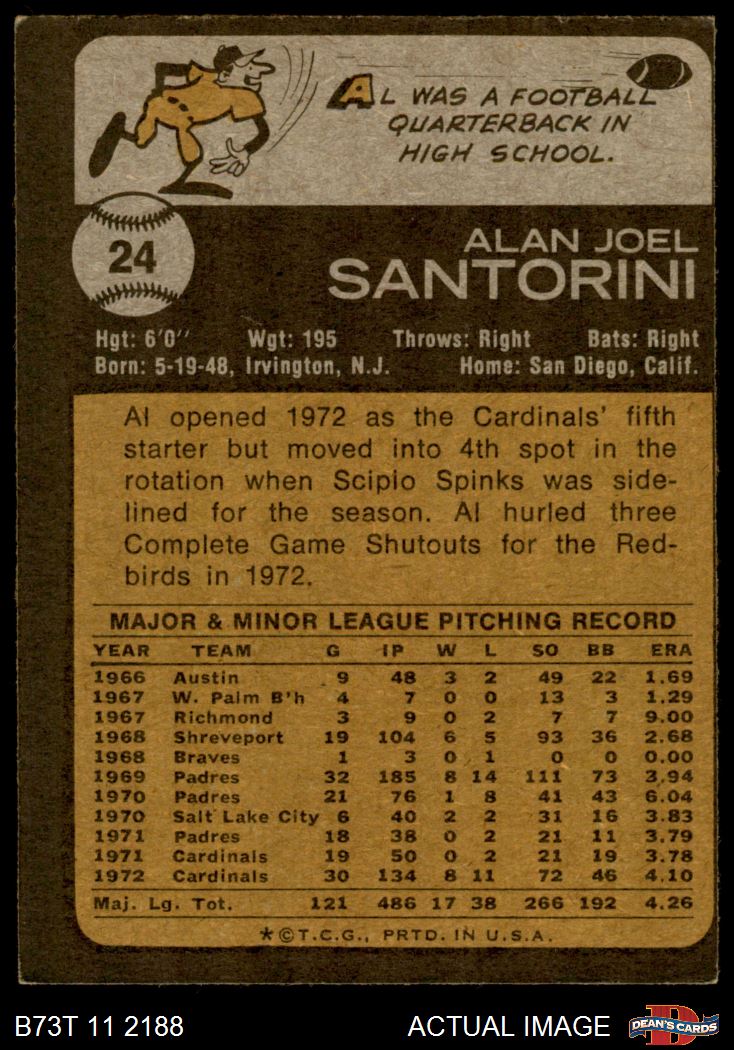 AL WAS A FOOTBALL
QUARTERBACK IN
HIGH SCHOOL.
24
ALAN JOEL
SANTORINI
Hgt: 6'0" Wgt: 195 Throws: Right Bats: Right
Born: 5-19-48, Irvington, N.J. Home: San Diego, Calif.
Al opened 1972 as the Cardinals' fifth
starter but moved into 4th spot in the
rotation when Scipio Spinks was side-
lined for the season. Al hurled three
Complete Game Shutouts for the Red-
birds in 1972.
MAJOR & MINOR LEAGUE PITCHING RECORD
YEAR TEAM G IP W L SO BB ERA
1966 Austin 9 48 3 2 49 22 1.69
1967 W. Palm B'h 4 7 0 0 13 3 1.29
1967 Richmond 3 9 0 2 7 7 9.00
1968 Shreveport 19 104 6 5 93 36 2.68
1968 Braves 1 3 0 1 0 0 0.00
1969 Padres 32 185 8 14 111 73 3.94
1970 Padres 21 76 1 8 41 43 6.04
1970 Salt Lake City 6 40 2 2 31 16 3.83
1971 Padres 18 38 0 2 21 11 3.79
1971 Cardinals 19 50 0 2 21 19 3.78
1972 Cardinals 30 134 8 11 72 46 4.10
Maj. Lg. Tot. 121 486 17 38 266 192 4.26
*©T.C.G., PRTD. IN U.S.A.
B73T 11 2188 ACTUAL IMAGE D DEAN'S CARDS